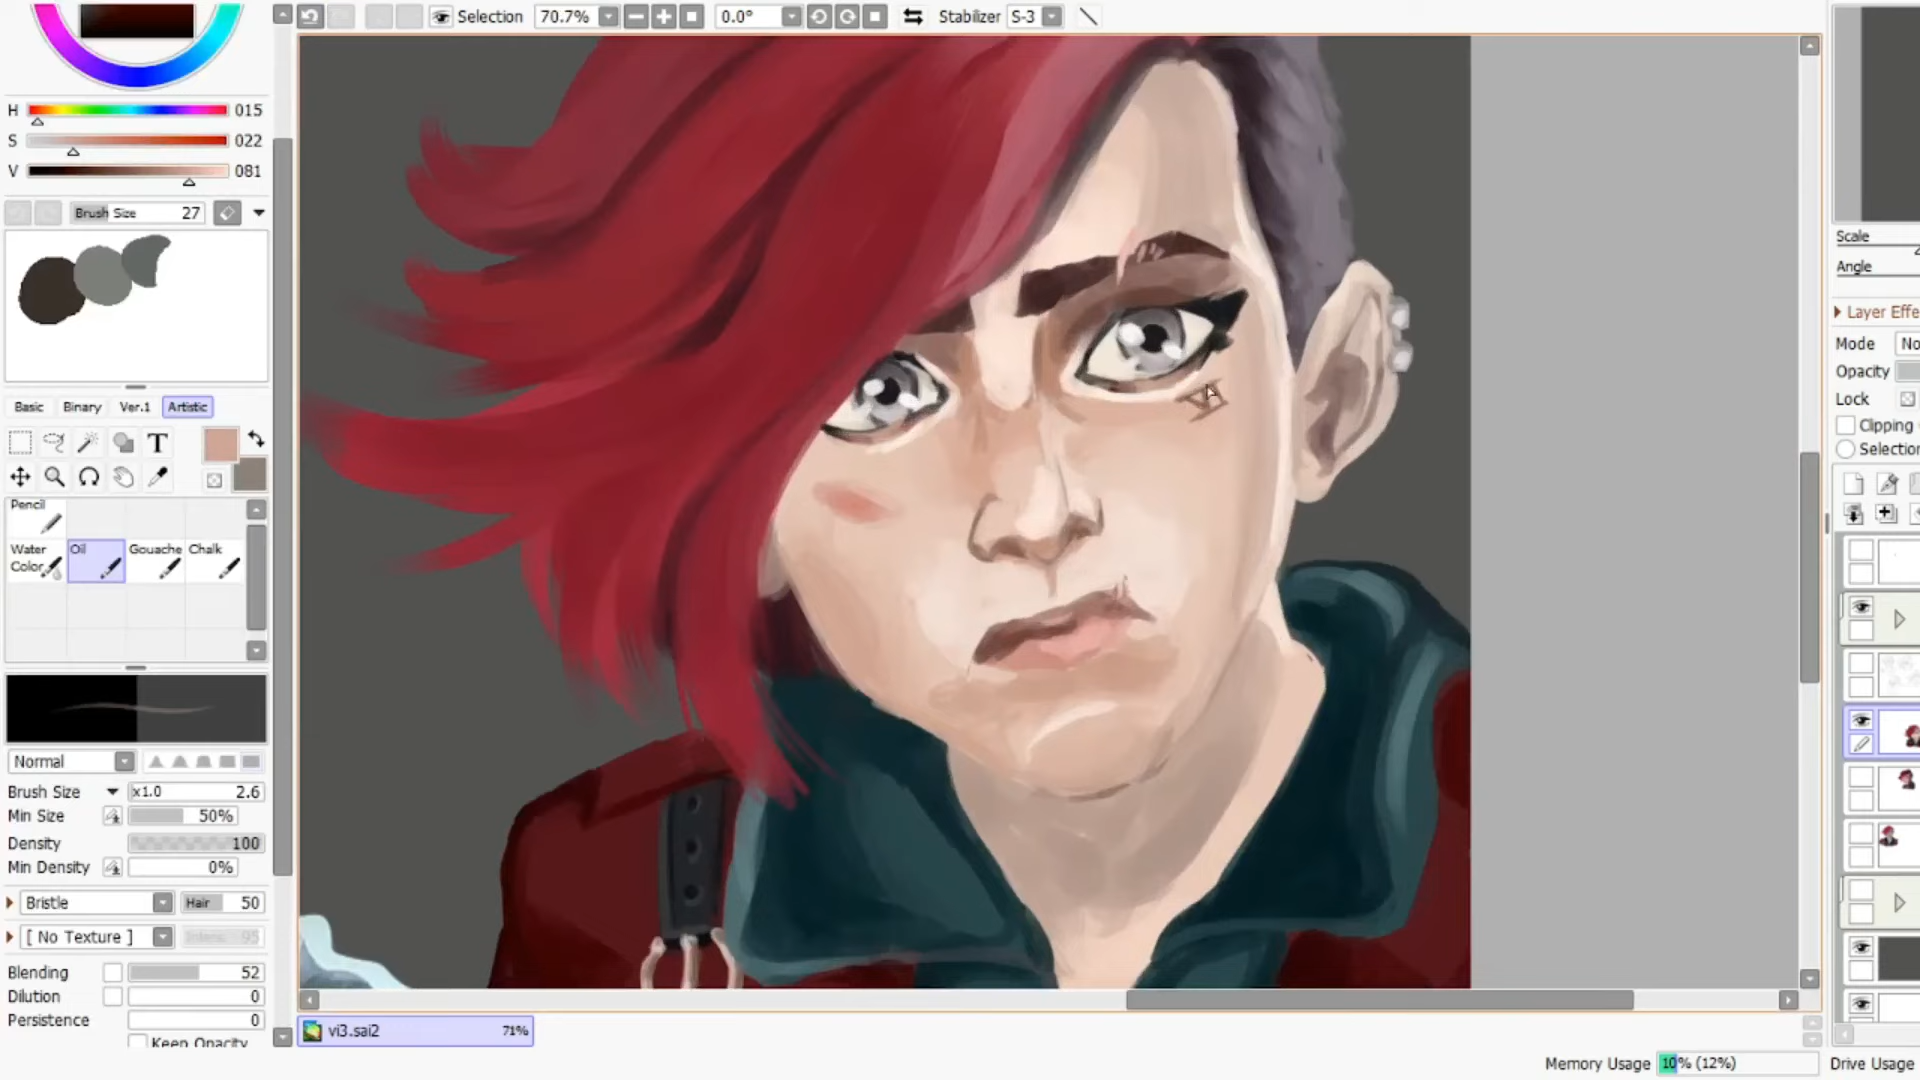 Selection 70.7% 0.0° Stabilizer S-3
H 015
S 022
V 081
Brush Size 27
Basic Binary Ver.1 Artistic
T
Pencil
Water Color Oil Gouache Chalk
Normal
Brush Size x1.0 2.6
Min Size 50%
Density 100
Min Density 0%
Bristle Hair 50
[ No Texture ] 95
Blending 52
Dilution 0
Persistence 0
Keep Opacity
vi3.sai2 71%
Scale
Angle
Layer Effe
Mode No
Opacity
Lock
Clipping
Selectio
Memory Usage 10% (12%) Drive Usage